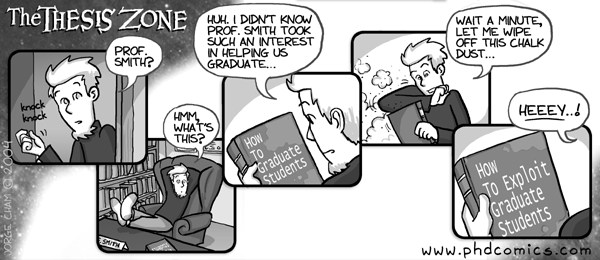 The THESIS ZONE
PROF.
SMITH?
knock
knock
HMM,
WHAT'S
THIS?
SMITH
HUH. I DIDN'T KNOW
PROF. SMITH TOOK
SUCH AN INTEREST
IN HELPING US
GRADUATE...
HOW
To
Graduate
Students
WAIT A MINUTE,
LET ME WIPE
OFF THIS CHALK
DUST...
HEEEY..!
HOW
To Exploit
Graduate
Students
JORGE CHAM © 2004
www.phdcomics.com